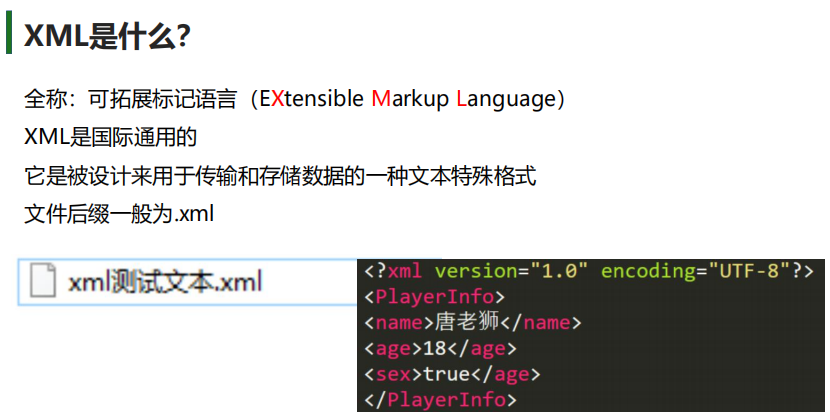 XML是什么？
全称：可拓展标记语言（EXtensible Markup Language）
XML是国际通用的
它是被设计来用于传输和存储数据的一种文本特殊格式
文件后缀一般为.xml
xml测试文本.xml
<?xml version="1.0" encoding="UTF-8"?>
<PlayerInfo>
<name>唐老狮</name>
<age>18</age>
<sex>true</age>
</PlayerInfo>